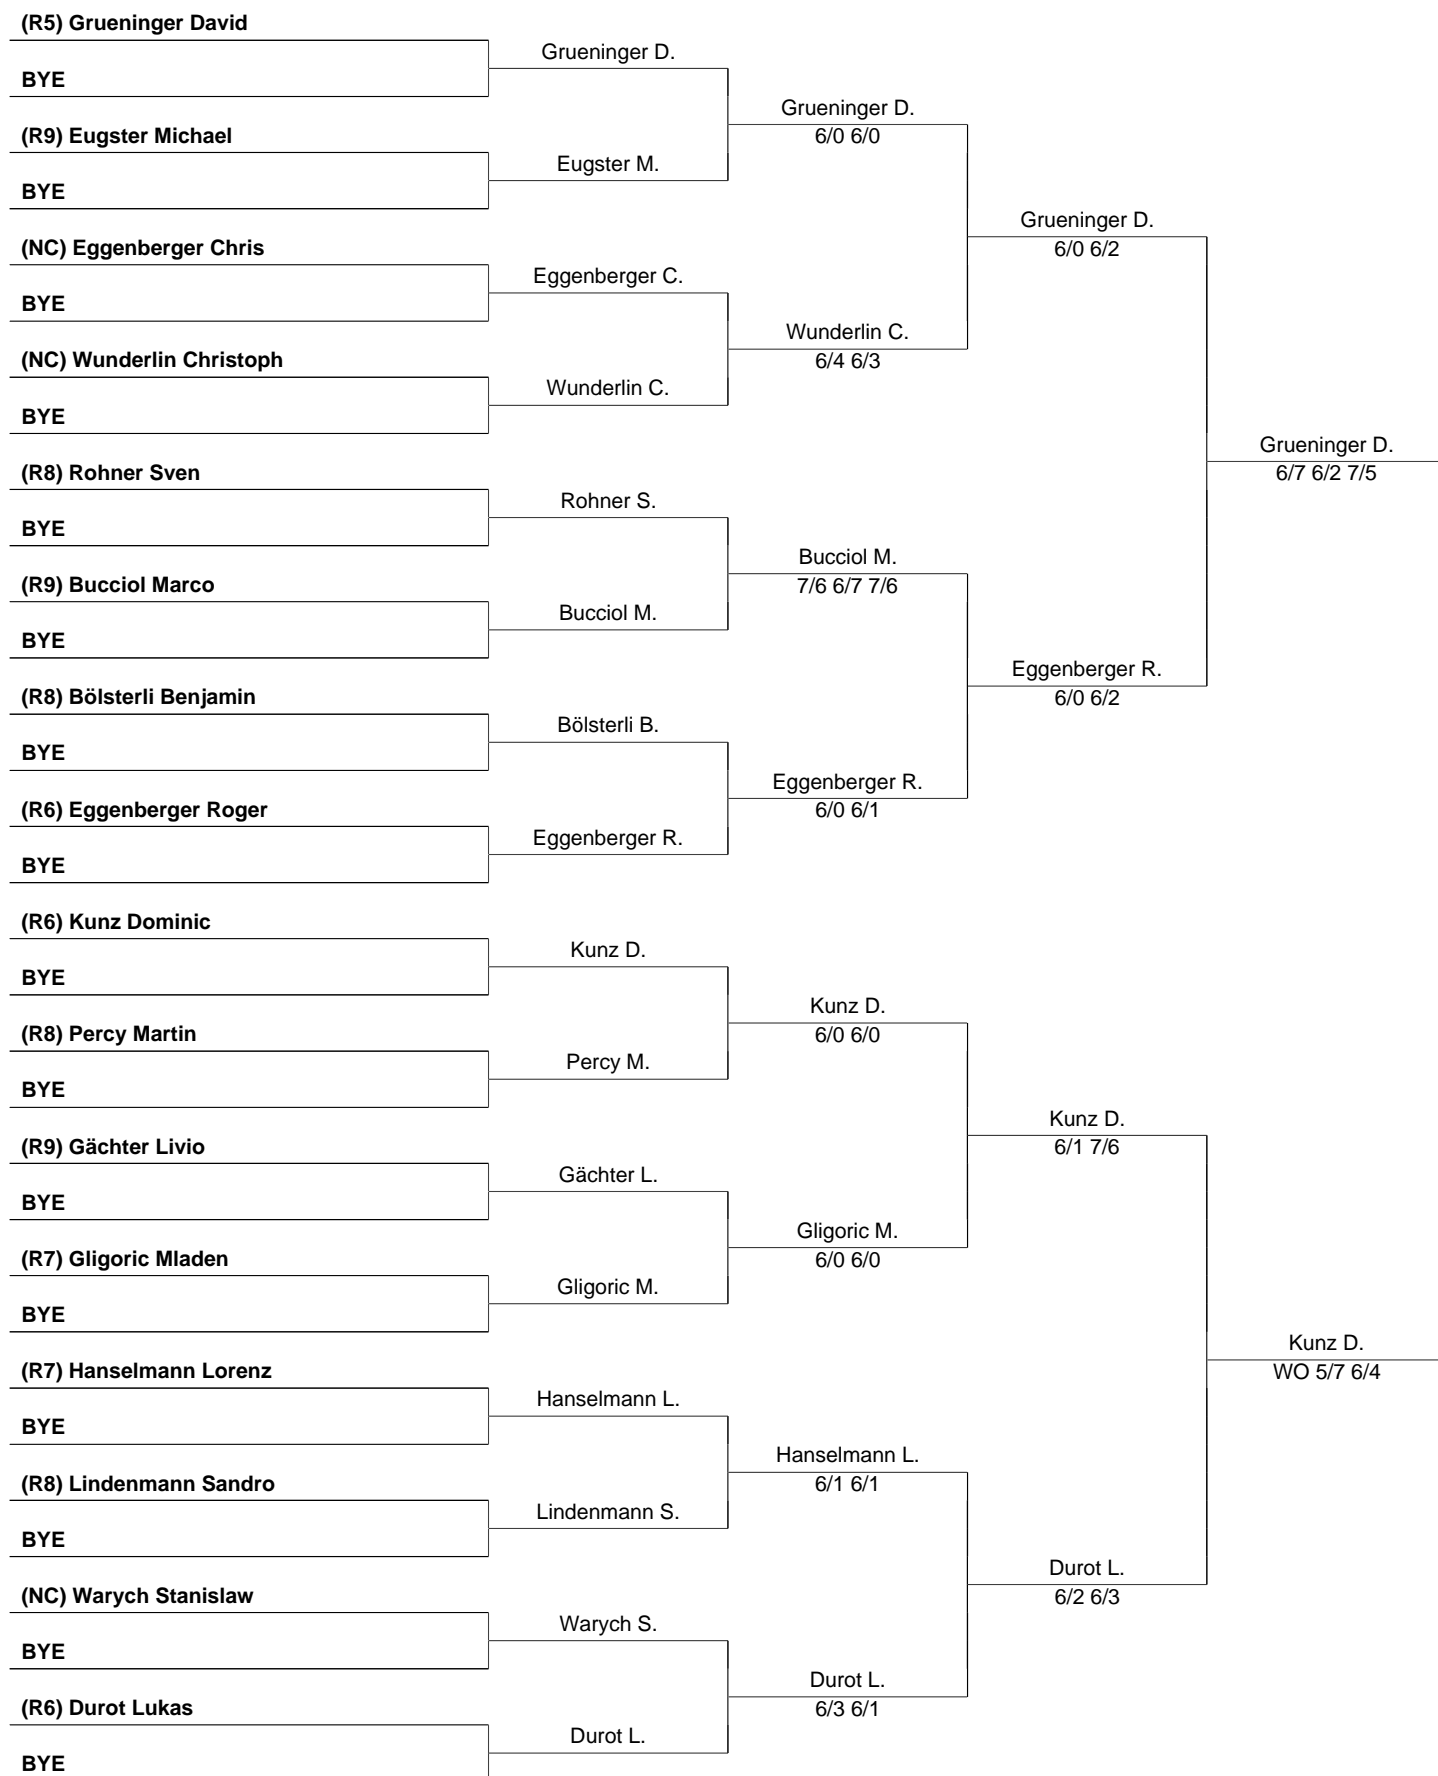 (R5) Grueninger David
BYE
(R9) Eugster Michael
BYE
(NC) Eggenberger Chris
BYE
(NC) Wunderlin Christoph
BYE
(R8) Rohner Sven
BYE
(R9) Bucciol Marco
BYE
(R8) Bölsterli Benjamin
BYE
(R6) Eggenberger Roger
BYE
(R6) Kunz Dominic
BYE
(R8) Percy Martin
BYE
(R9) Gächter Livio
BYE
(R7) Gligoric Mladen
BYE
(R7) Hanselmann Lorenz
BYE
(R8) Lindenmann Sandro
BYE
(NC) Warych Stanislaw
BYE
(R6) Durot Lukas
BYE
Grueninger D.
Eugster M.
Eggenberger C.
Wunderlin C.
Rohner S.
Bucciol M.
Bölsterli B.
Eggenberger R.
Kunz D.
Percy M.
Gächter L.
Gligoric M.
Hanselmann L.
Lindenmann S.
Warych S.
Durot L.
Grueninger D.
6/0 6/0
Wunderlin C.
6/4 6/3
Bucciol M.
7/6 6/7 7/6
Eggenberger R.
6/0 6/1
Kunz D.
6/0 6/0
Gligoric M.
6/0 6/0
Hanselmann L.
6/1 6/1
Durot L.
6/3 6/1
Grueninger D.
6/0 6/2
Eggenberger R.
6/0 6/2
Kunz D.
6/1 7/6
Durot L.
6/2 6/3
Grueninger D.
6/7 6/2 7/5
Kunz D.
WO 5/7 6/4